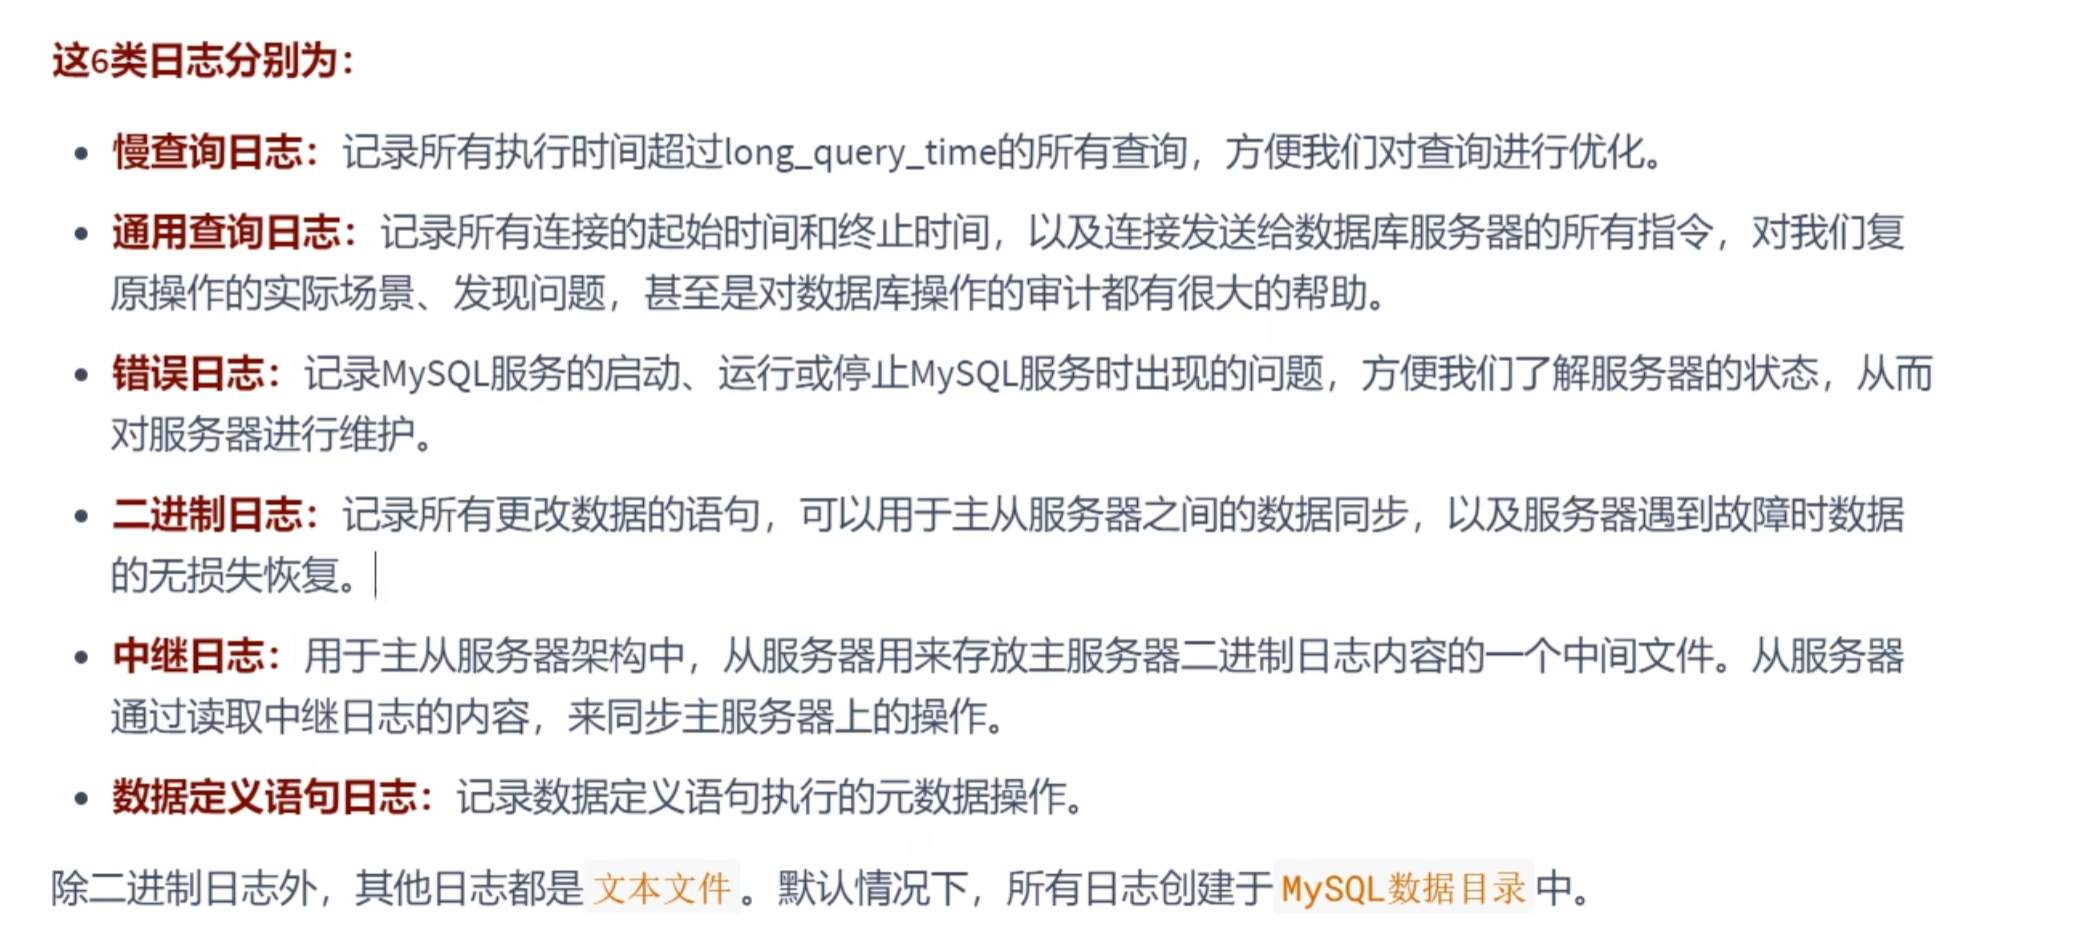 这6类日志分别为：
慢查询日志：记录所有执行时间超过long_query_time的所有查询，方便我们对查询进行优化。
通用查询日志：记录所有连接的起始时间和终止时间，以及连接发送给数据库服务器的所有指令，对我们复
原操作的实际场景、发现问题，甚至是对数据库操作的审计都有很大的帮助。
错误日志：记录MySQL服务的启动、运行或停止MySQL服务时出现的问题，方便我们了解服务器的状态，从而
对服务器进行维护。
二进制日志：记录所有更改数据的语句，可以用于主从服务器之间的数据同步，以及服务器遇到故障时数据
的无损失恢复。
中继日志：用于主从服务器架构中，从服务器用来存放主服务器二进制日志内容的一个中间文件。从服务器
通过读取中继日志的内容，来同步主服务器上的操作。
数据定义语句日志：记录数据定义语句执行的元数据操作。
除二进制日志外，其他日志都是 文本文件 。默认情况下，所有日志创建于 MySQL数据目录 中。